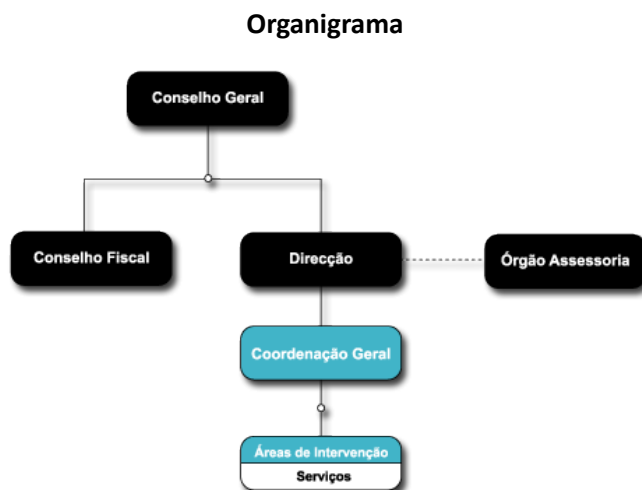 Organigrama
Conselho Geral
Conselho Fiscal
Direcção
Órgão Assessoria
Coordenação Geral
Áreas de Intervenção
Serviços